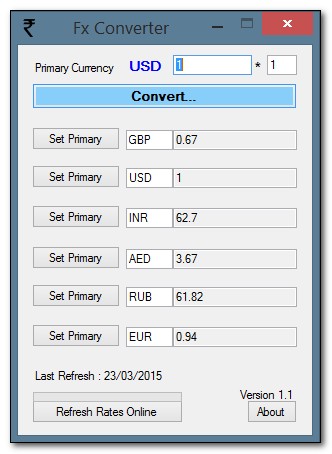 ₹ Fx Converter
Primary Currency USD 1 * 1
Convert...
Set Primary GBP 0.67
Set Primary USD 1
Set Primary INR 62.7
Set Primary AED 3.67
Set Primary RUB 61.82
Set Primary EUR 0.94
Last Refresh : 23/03/2015
Version 1.1
Refresh Rates Online About